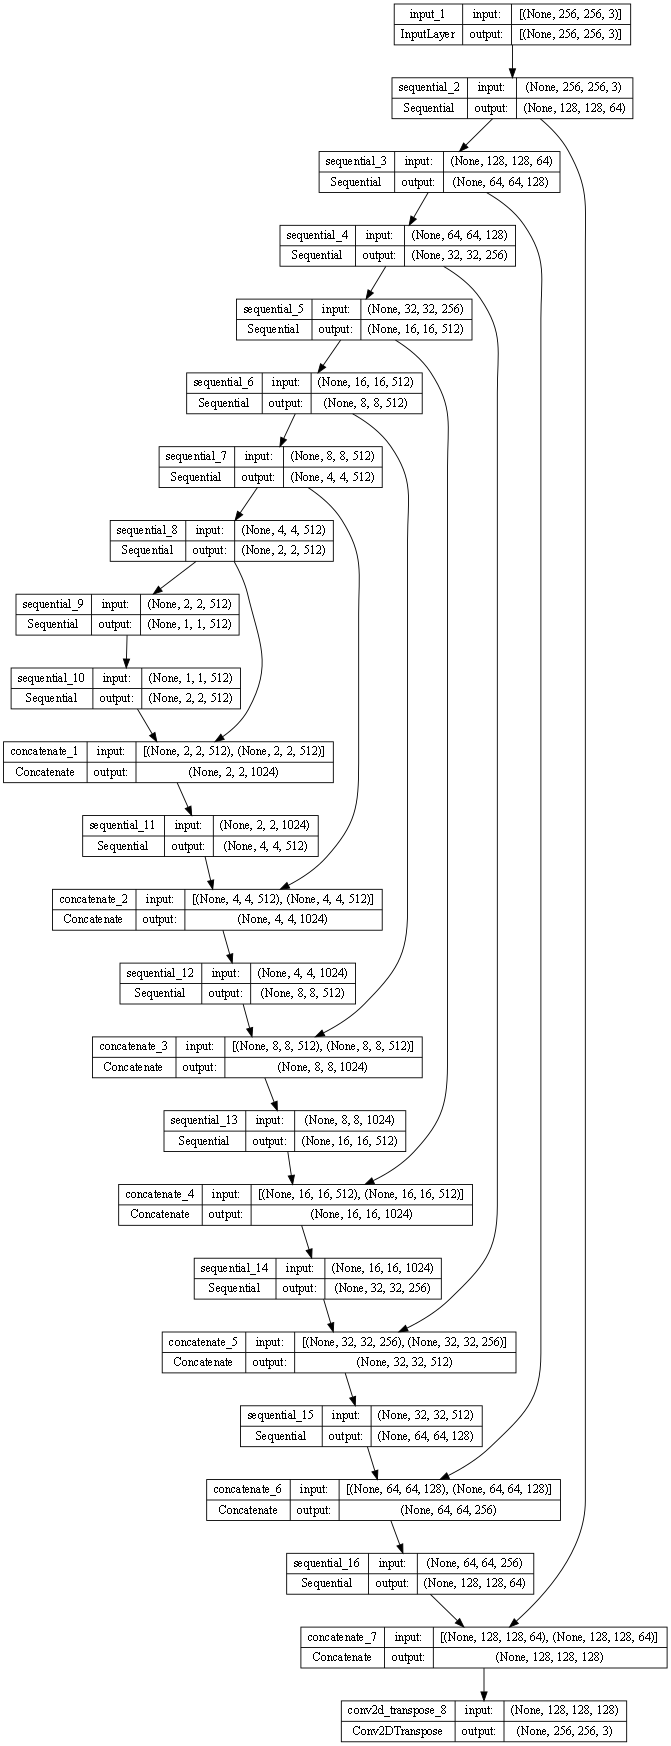 input_1 input: [(None, 256, 256, 3)]
InputLayer output: [(None, 256, 256, 3)]
sequential_2 input: (None, 256, 256, 3)
Sequential output: (None, 128, 128, 64)
sequential_3 input: (None, 128, 128, 64)
Sequential output: (None, 64, 64, 128)
sequential_4 input: (None, 64, 64, 128)
Sequential output: (None, 32, 32, 256)
sequential_5 input: (None, 32, 32, 256)
Sequential output: (None, 16, 16, 512)
sequential_6 input: (None, 16, 16, 512)
Sequential output: (None, 8, 8, 512)
sequential_7 input: (None, 8, 8, 512)
Sequential output: (None, 4, 4, 512)
sequential_8 input: (None, 4, 4, 512)
Sequential output: (None, 2, 2, 512)
sequential_9 input: (None, 2, 2, 512)
Sequential output: (None, 1, 1, 512)
sequential_10 input: (None, 1, 1, 512)
Sequential output: (None, 2, 2, 512)
concatenate_1 input: [(None, 2, 2, 512), (None, 2, 2, 512)]
Concatenate output: (None, 2, 2, 1024)
sequential_11 input: (None, 2, 2, 1024)
Sequential output: (None, 4, 4, 512)
concatenate_2 input: [(None, 4, 4, 512), (None, 4, 4, 512)]
Concatenate output: (None, 4, 4, 1024)
sequential_12 input: (None, 4, 4, 1024)
Sequential output: (None, 8, 8, 512)
concatenate_3 input: [(None, 8, 8, 512), (None, 8, 8, 512)]
Concatenate output: (None, 8, 8, 1024)
sequential_13 input: (None, 8, 8, 1024)
Sequential output: (None, 16, 16, 512)
concatenate_4 input: [(None, 16, 16, 512), (None, 16, 16, 512)]
Concatenate output: (None, 16, 16, 1024)
sequential_14 input: (None, 16, 16, 1024)
Sequential output: (None, 32, 32, 256)
concatenate_5 input: [(None, 32, 32, 256), (None, 32, 32, 256)]
Concatenate output: (None, 32, 32, 512)
sequential_15 input: (None, 32, 32, 512)
Sequential output: (None, 64, 64, 128)
concatenate_6 input: [(None, 64, 64, 128), (None, 64, 64, 128)]
Concatenate output: (None, 64, 64, 256)
sequential_16 input: (None, 64, 64, 256)
Sequential output: (None, 128, 128, 64)
concatenate_7 input: [(None, 128, 128, 64), (None, 128, 128, 64)]
Concatenate output: (None, 128, 128, 128)
conv2d_transpose_8 input: (None, 128, 128, 128)
Conv2DTranspose output: (None, 256, 256, 3)